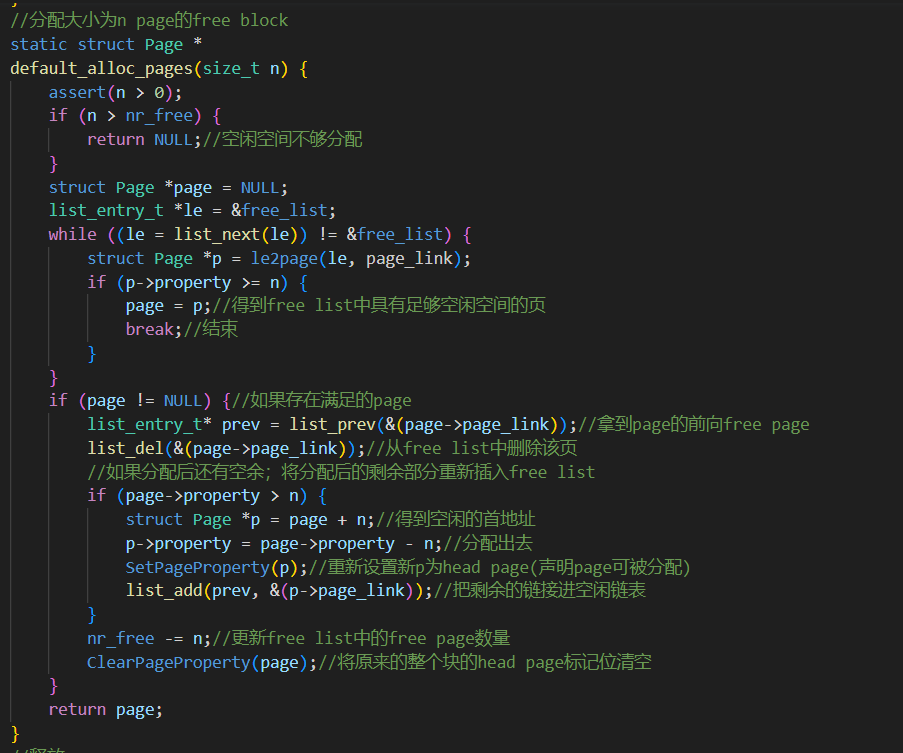 //分配大小为n page的free block
static struct Page *
default_alloc_pages(size_t n) {
    assert(n > 0);
    if (n > nr_free) {
        return NULL;//空闲空间不够分配
    }
    struct Page *page = NULL;
    list_entry_t *le = &free_list;
    while ((le = list_next(le)) != &free_list) {
        struct Page *p = le2page(le, page_link);
        if (p->property >= n) {
            page = p;//得到free list中具有足够空闲空间的页
            break;//结束
        }
    }
    if (page != NULL) {//如果存在满足的page
        list_entry_t* prev = list_prev(&(page->page_link));//拿到page的前向free page
        list_del(&(page->page_link));//从free list中删除该页
        //如果分配后还有空余；将分配后的剩余部分重新插入free list
        if (page->property > n) {
            struct Page *p = page + n;//得到空闲的首地址
            p->property = page->property - n;//分配出去
            SetPageProperty(p);//重新设置新p为head page(声明page可被分配)
            list_add(prev, &(p->page_link));//把剩余的链接进空闲链表
        }
        nr_free -= n;//更新free list中的free page数量
        ClearPageProperty(page);//将原来的整个块的head page标记位清空
    }
    return page;
}